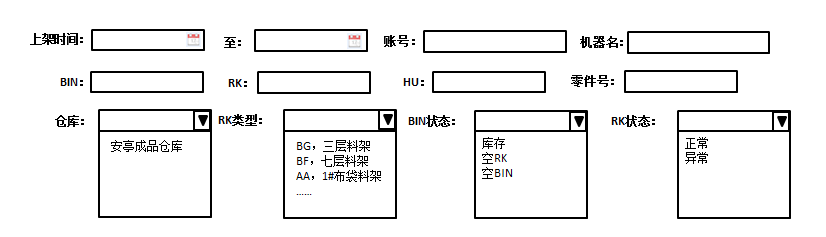 上架时间： 至： 账号： 机器名：
BIN： RK： HU： 零件号：
仓库： RK类型： BIN状态： RK状态：
安亭成品仓库
BG，三层料架
BF，七层料架
AA，1#布袋料架
……
库存
空RK
空BIN
正常
异常